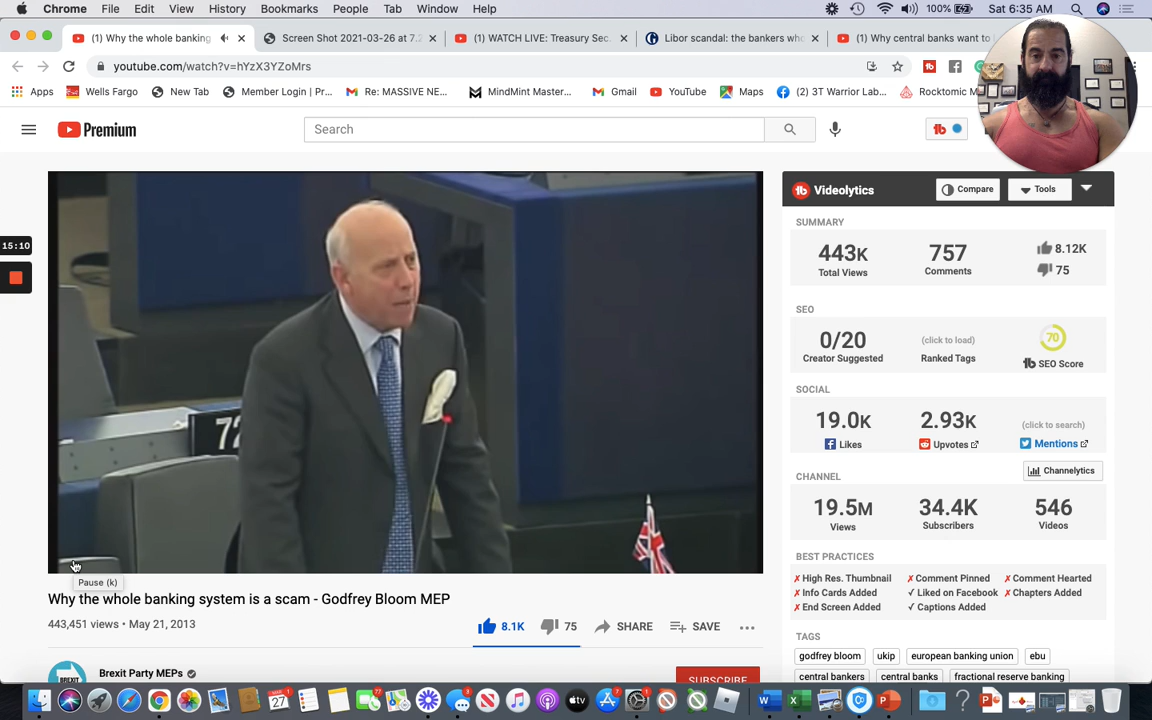 Chrome File Edit View History Bookmarks People Tab Window Help 100% Sat 6:35 AM
(1) Why the whole banking Screen Shot 2021-03-26 at 7.2 (1) WATCH LIVE: Treasury Sec. Libor scandal: the bankers who (1) Why central banks want to
youtube.com/watch?v=hYzX3YZoMrs
Apps Wells Fargo New Tab Member Login | Pr... Re: MASSIVE NE... MindMint Master... Gmail YouTube Maps (2) 3T Warrior Lab... Rocktomic M
Premium Search
Videolytics Compare Tools
SUMMARY
443K 757 8.12K
Total Views Comments 75
15:10
SEO
0/20 (click to load) 70
Creator Suggested Ranked Tags SEO Score
SOCIAL
19.0K 2.93K (click to search)
Likes Upvotes Mentions
72
CHANNEL Channelytics
19.5M 34.4K 546
Views Subscribers Videos
BEST PRACTICES
✗ High Res. Thumbnail ✗ Comment Pinned ✗ Comment Hearted
✗ Info Cards Added ✓ Liked on Facebook ✗ Chapters Added
✗ End Screen Added ✓ Captions Added
Pause (k)
Why the whole banking system is a scam - Godfrey Bloom MEP
443,451 views • May 21, 2013 8.1K 75 SHARE SAVE
TAGS
godfrey bloom ukip european banking union ebu
central bankers central banks fractional reserve banking
Brexit Party MEPs
BREXIT
SUBSCRIBE